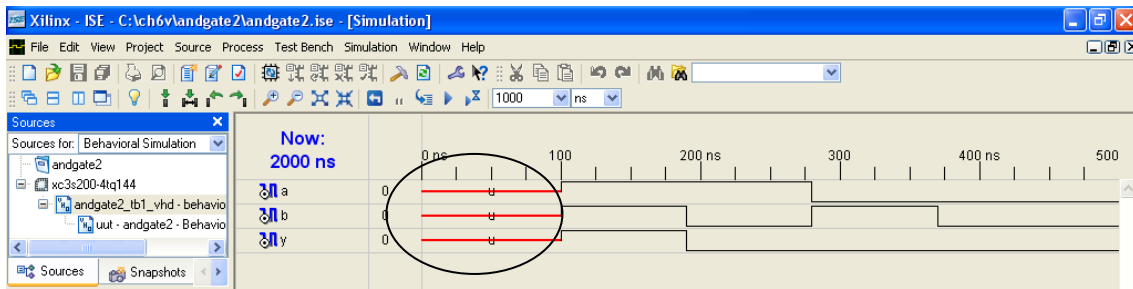 Xilinx - ISE - C:\ch6v\andgate2\andgate2.ise - [Simulation]
File Edit View Project Source Process Test Bench Simulation Window Help
1000 ns
Sources
Sources for: Behavioral Simulation
andgate2
xc3s200-4tq144
andgate2_tb1_vhd - behavio
uut - andgate2 - Behavio
Sources Snapshots
Now:
2000 ns
0 ns 100 200 ns 300 400 ns 500
a 0 u
b 0 u
y 0 u